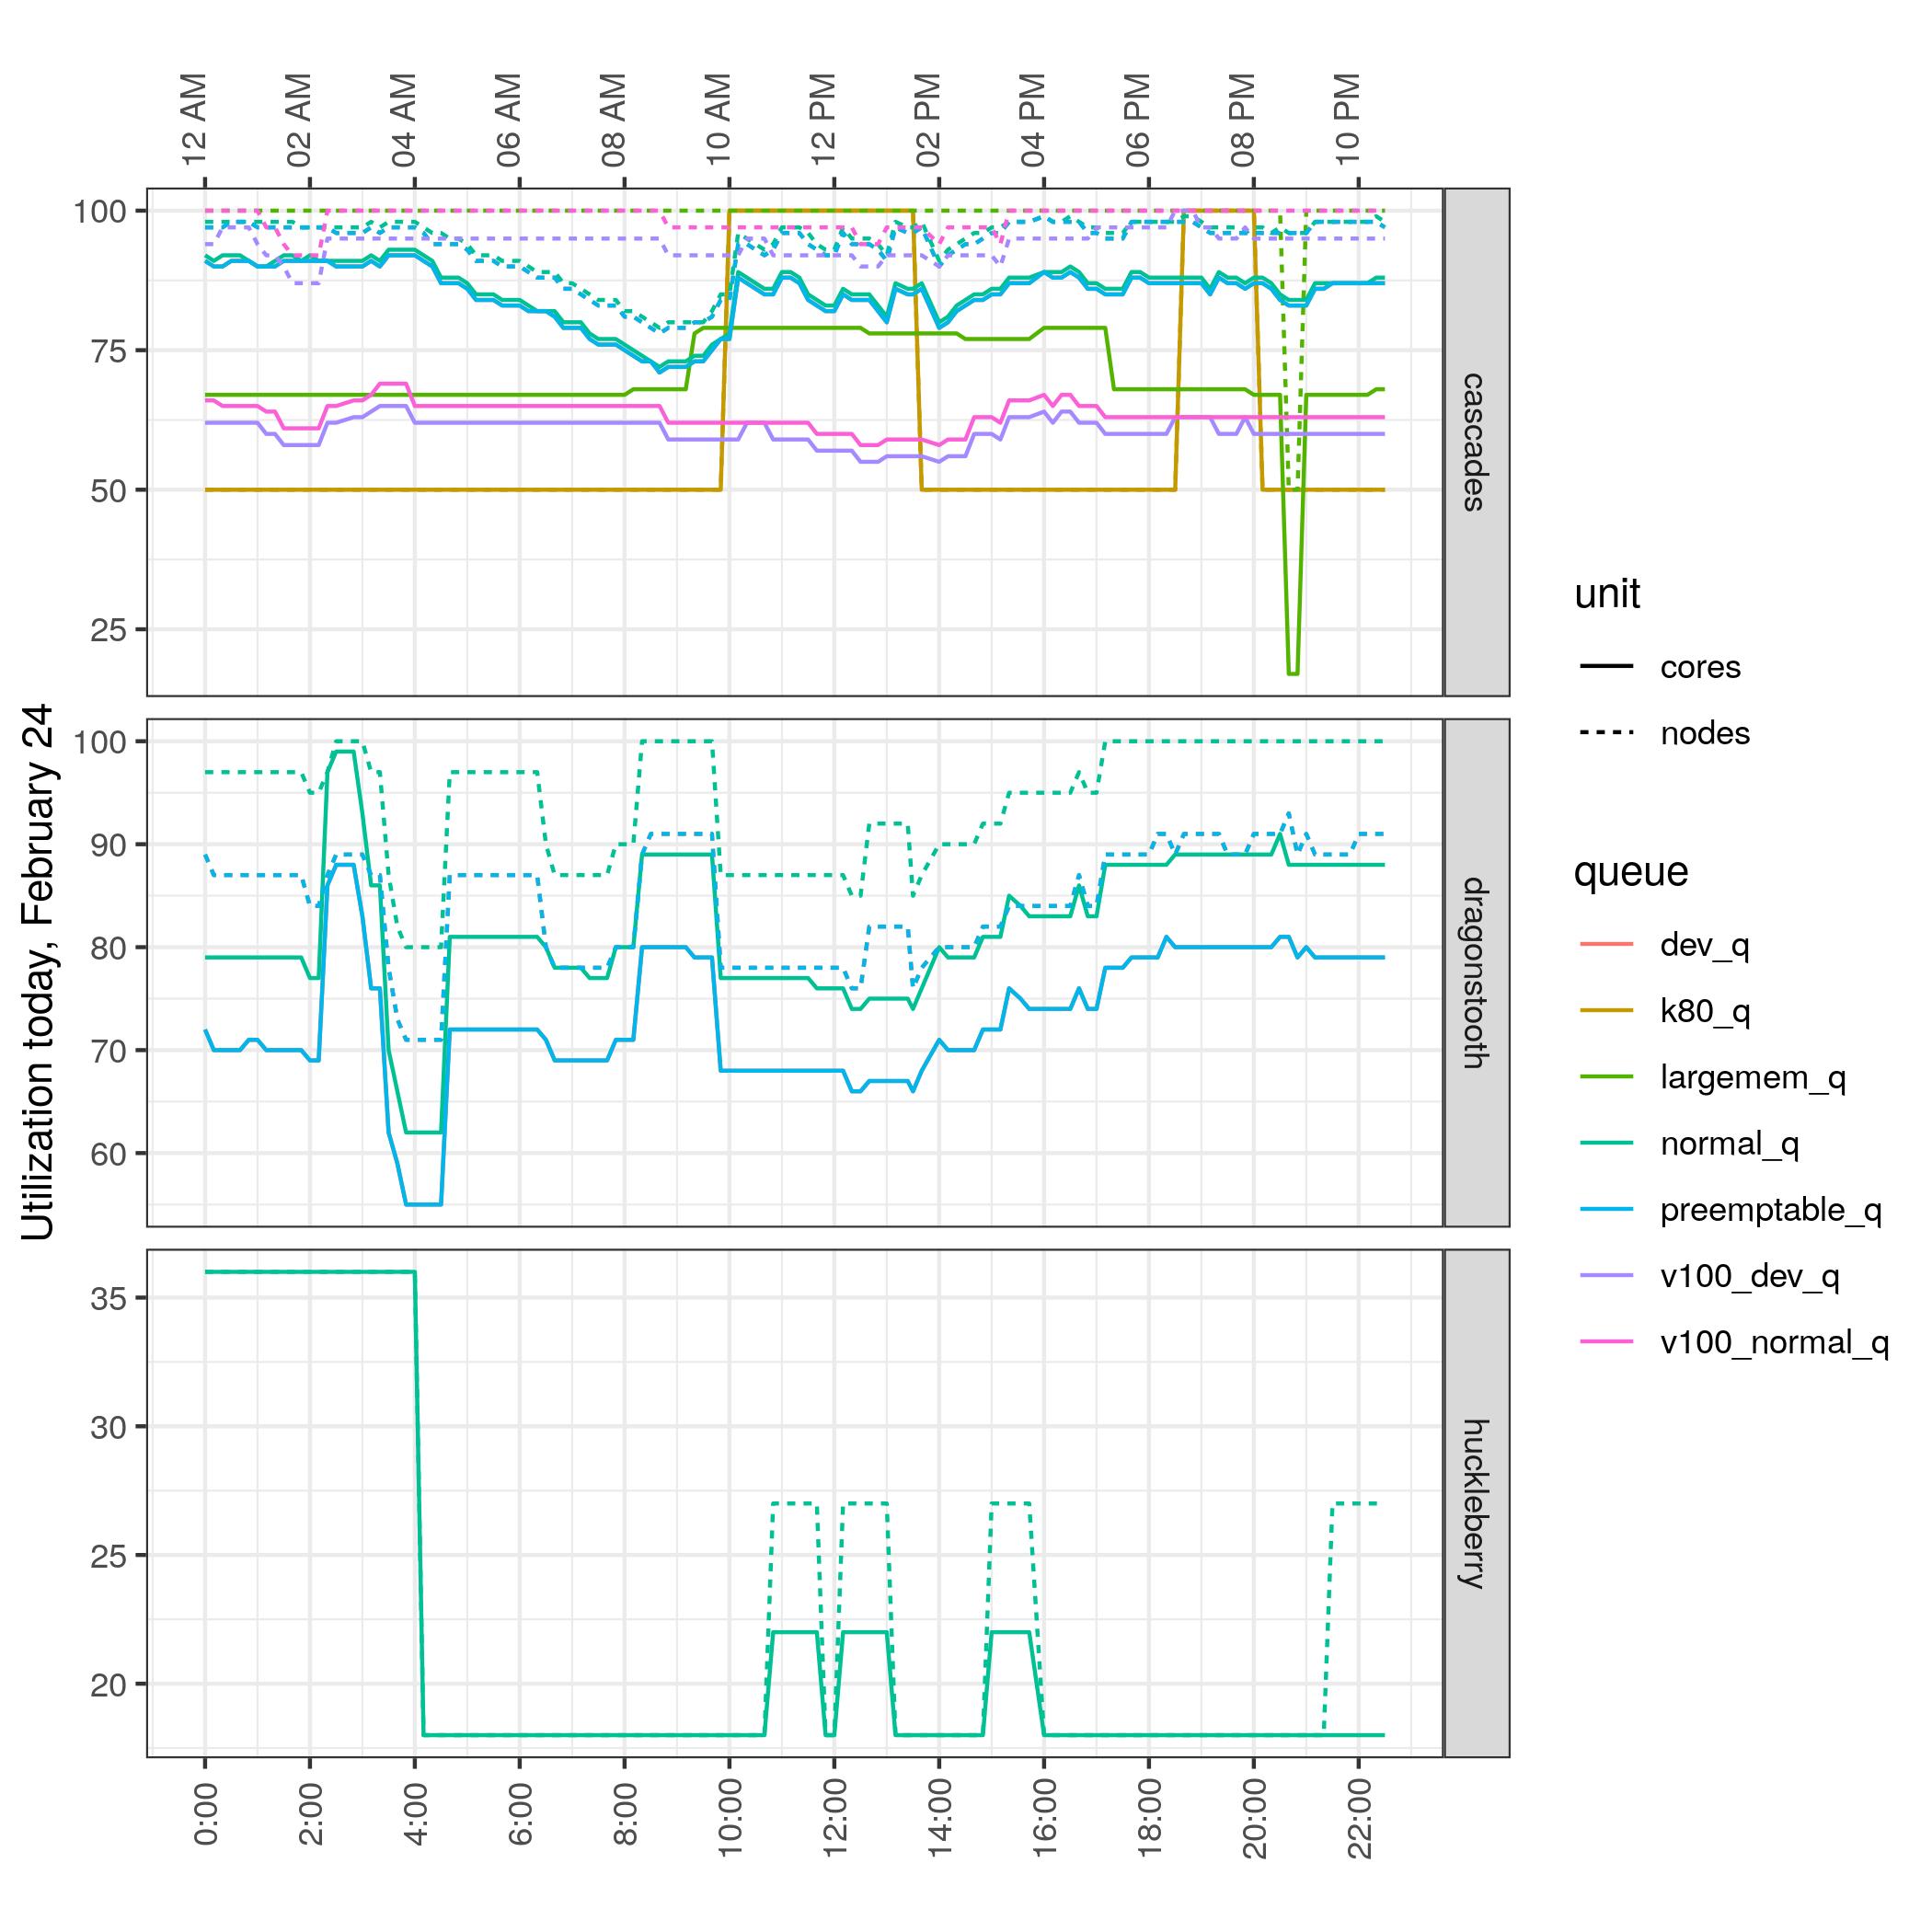 12 AM
02 AM
04 AM
06 AM
08 AM
10 AM
12 PM
02 PM
04 PM
06 PM
08 PM
10 PM
Utilization today, February 24
100
75
50
25
cascades
100
90
80
70
60
dragonstooth
35
30
25
20
huckleberry
0:00
2:00
4:00
6:00
8:00
10:00
12:00
14:00
16:00
18:00
20:00
22:00
unit
cores
nodes
queue
dev_q
k80_q
largemem_q
normal_q
preemptable_q
v100_dev_q
v100_normal_q